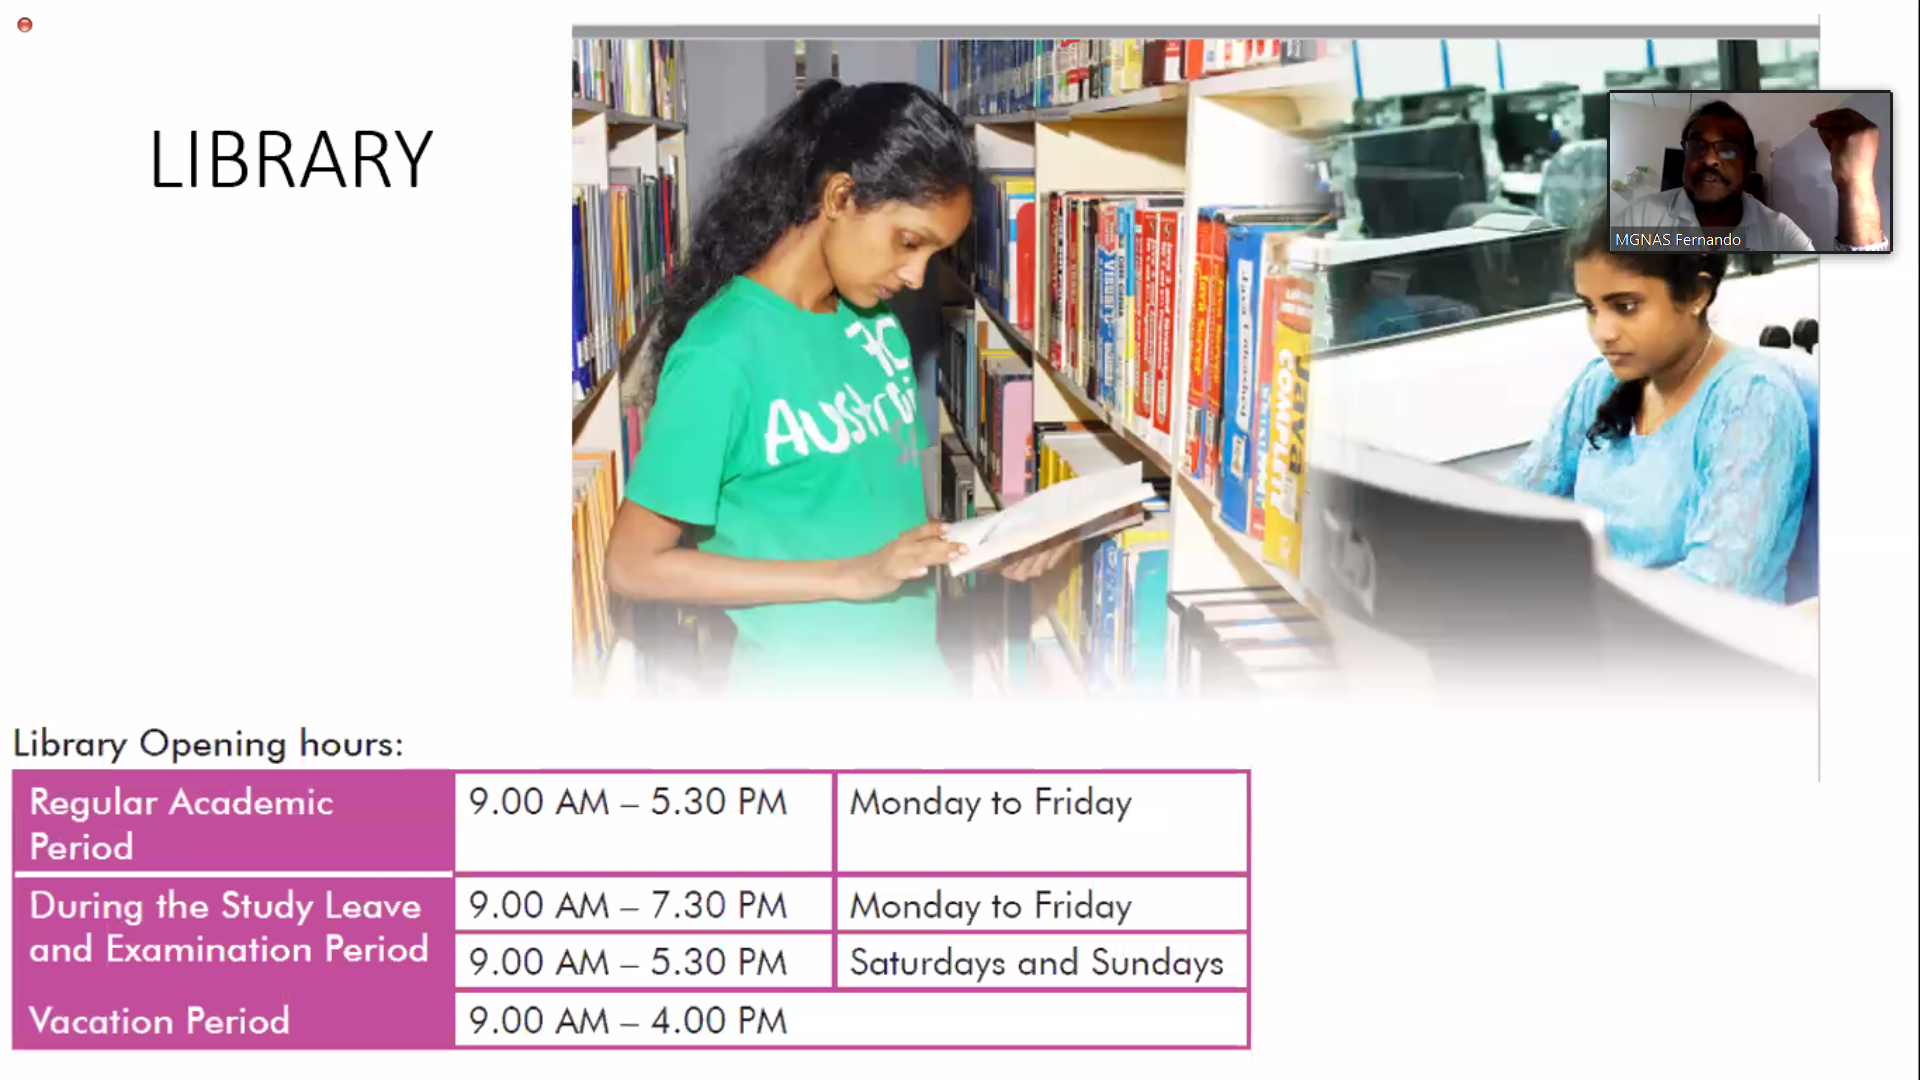 LIBRARY
MGNAS Fernando
Austr
COMPLETE
Library Opening hours:
Regular Academic Period 9.00 AM – 5.30 PM Monday to Friday
During the Study Leave and Examination Period 9.00 AM – 7.30 PM Monday to Friday
9.00 AM – 5.30 PM Saturdays and Sundays
Vacation Period 9.00 AM – 4.00 PM